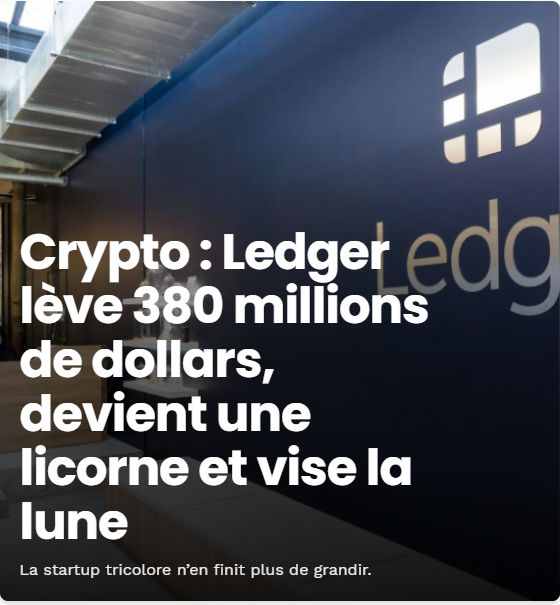 Ledg
Crypto : Ledger
lève 380 millions
de dollars,
devient une
licorne et vise la
lune
La startup tricolore n’en finit plus de grandir.